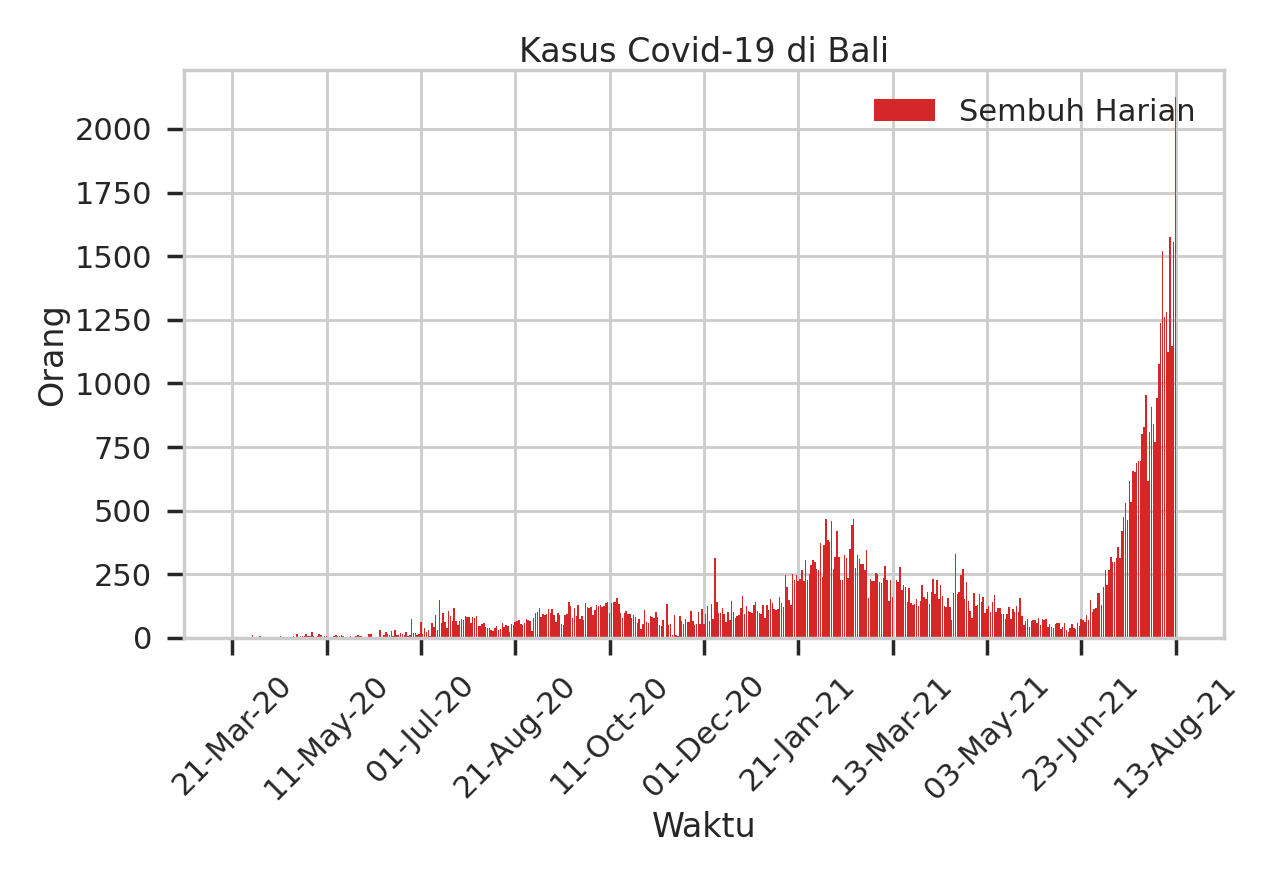 Kasus Covid-19 di Bali
Sembuh Harian
Orang
2000
1750
1500
1250
1000
750
500
250
0
21-Mar-20
11-May-20
01-Jul-20
21-Aug-20
11-Oct-20
01-Dec-20
21-Jan-21
13-Mar-21
03-May-21
23-Jun-21
13-Aug-21
Waktu